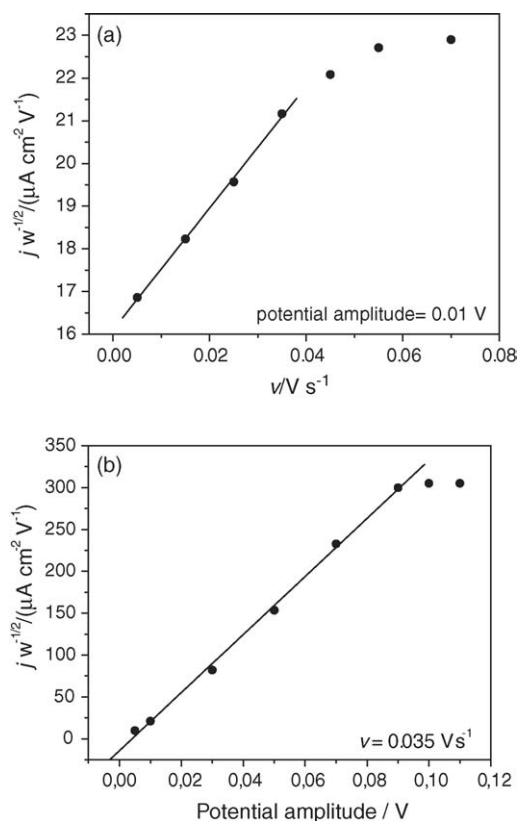 (a)
23
22
21
20
19
18
17
16
j w⁻¹/²/(μA cm⁻² V⁻¹)
potential amplitude= 0.01 V
0.00 0.02 0.04 0.06 0.08
v/V s⁻¹
(b)
350
300
250
200
150
100
50
0
j w⁻¹/²/(μA cm⁻² V⁻¹)
v = 0.035 Vs⁻¹
0,00 0,02 0,04 0,06 0,08 0,10 0,12
Potential amplitude / V